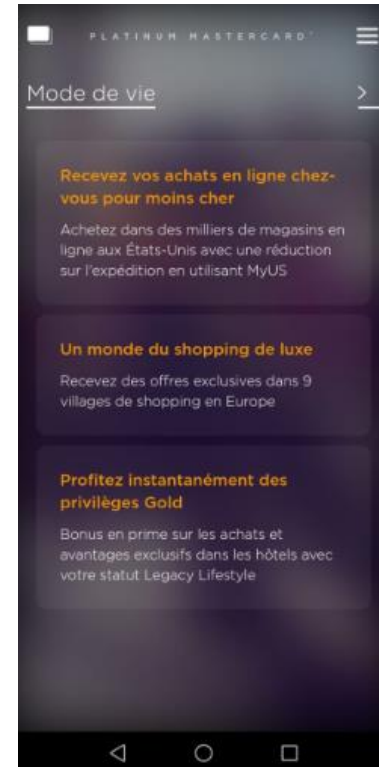 PLATINUM MASTERCARD®
Mode de vie >
Recevez vos achats en ligne chez-
vous pour moins cher
Achetez dans des milliers de magasins en
ligne aux États-Unis avec une réduction
sur l'expédition en utilisant MyUS
Un monde du shopping de luxe
Recevez des offres exclusives dans 9
villages de shopping en Europe
Profitez instantanément des
privilèges Gold
Bonus en prime sur les achats et
avantages exclusifs dans les hôtels avec
votre statut Legacy Lifestyle